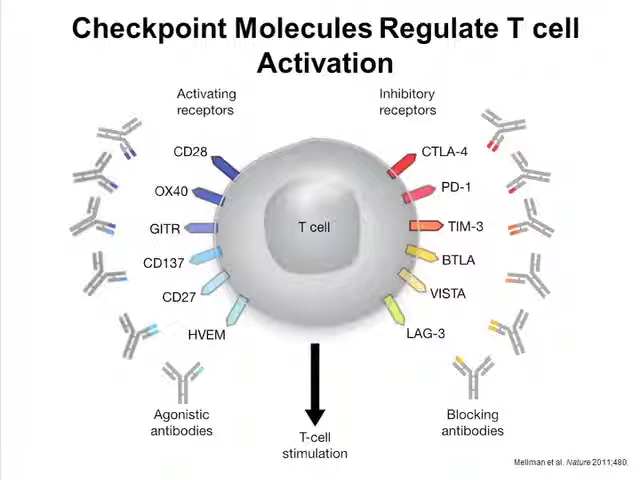 Checkpoint Molecules Regulate T cell
Activation
Activating
receptors
Inhibitory
receptors
CD28
OX40
GITR
CD137
CD27
HVEM
T cell
CTLA-4
PD-1
TIM-3
BTLA
VISTA
LAG-3
Agonistic
antibodies
Blocking
antibodies
T-cell
stimulation
Mellman et al. Nature 2011;480.